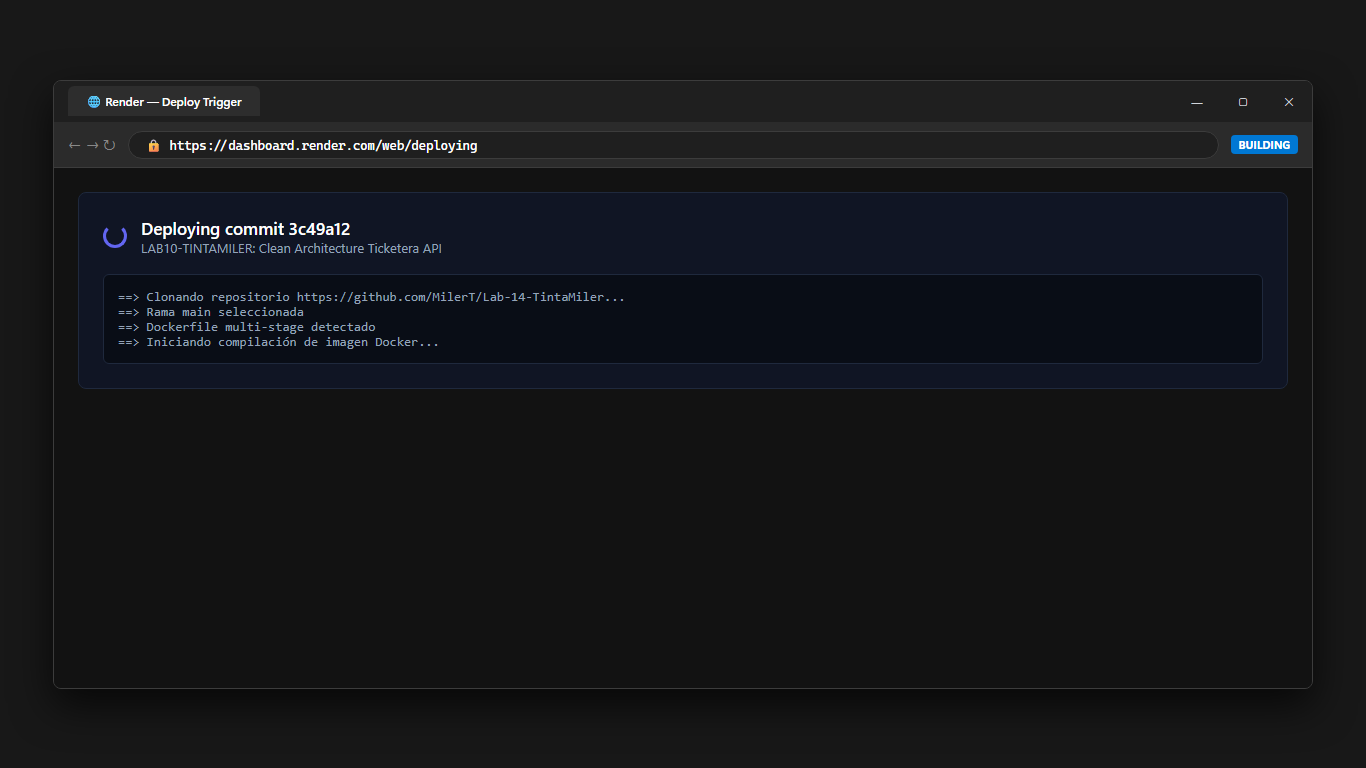 Render — Deploy Trigger
https://dashboard.render.com/web/deploying
BUILDING
Deploying commit 3c49a12
LAB10-TINTAMILER: Clean Architecture Ticketera API
==> Clonando repositorio https://github.com/MilerT/Lab-14-TintaMiler...
==> Rama main seleccionada
==> Dockerfile multi-stage detectado
==> Iniciando compilación de imagen Docker...